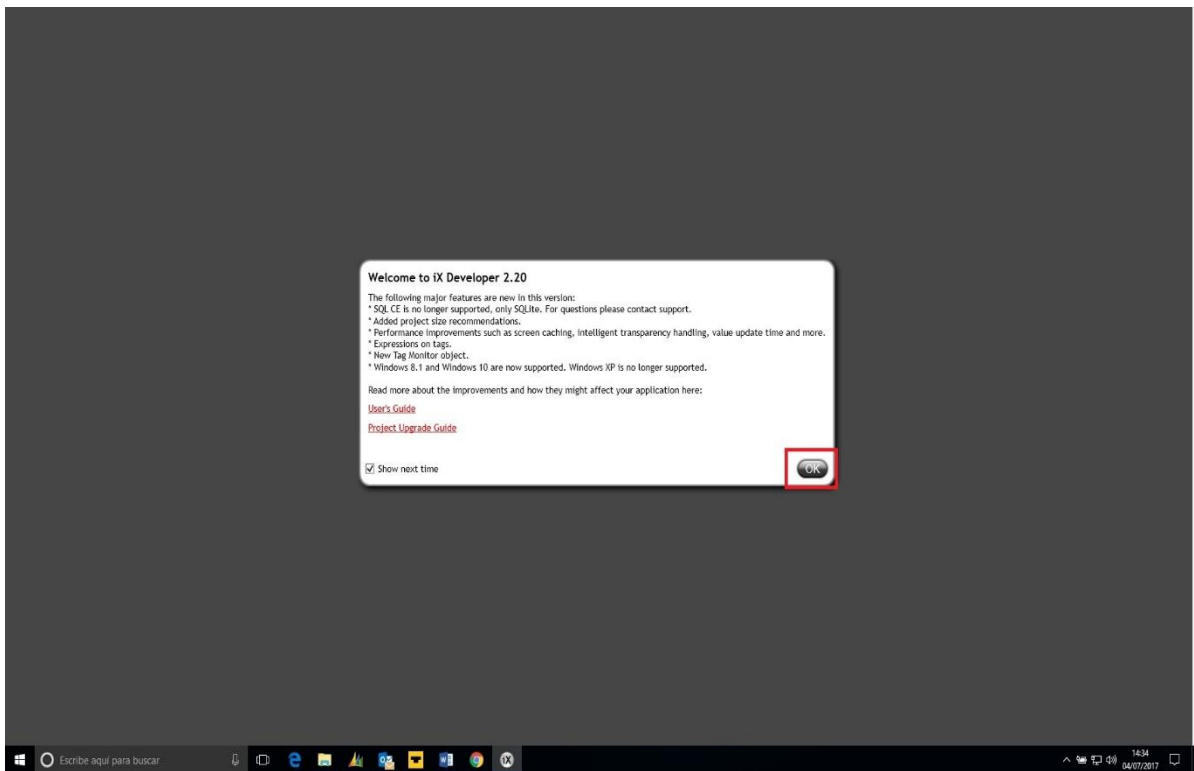 Welcome to iX Developer 2.20
The following major features are new in this version:
* SQL CE is no longer supported, only SQLite. For questions please contact support.
* Added project size recommendations.
* Performance improvements such as screen caching, intelligent transparency handling, value update time and more.
* Expressions on tags.
* New Tag Monitor object.
* Windows 8.1 and Windows 10 are now supported. Windows XP is no longer supported.
Read more about the improvements and how they might affect your application here:
User's Guide
Project Upgrade Guide
Show next time
OK
Escribe aquí para buscar
14:34
04/07/2017